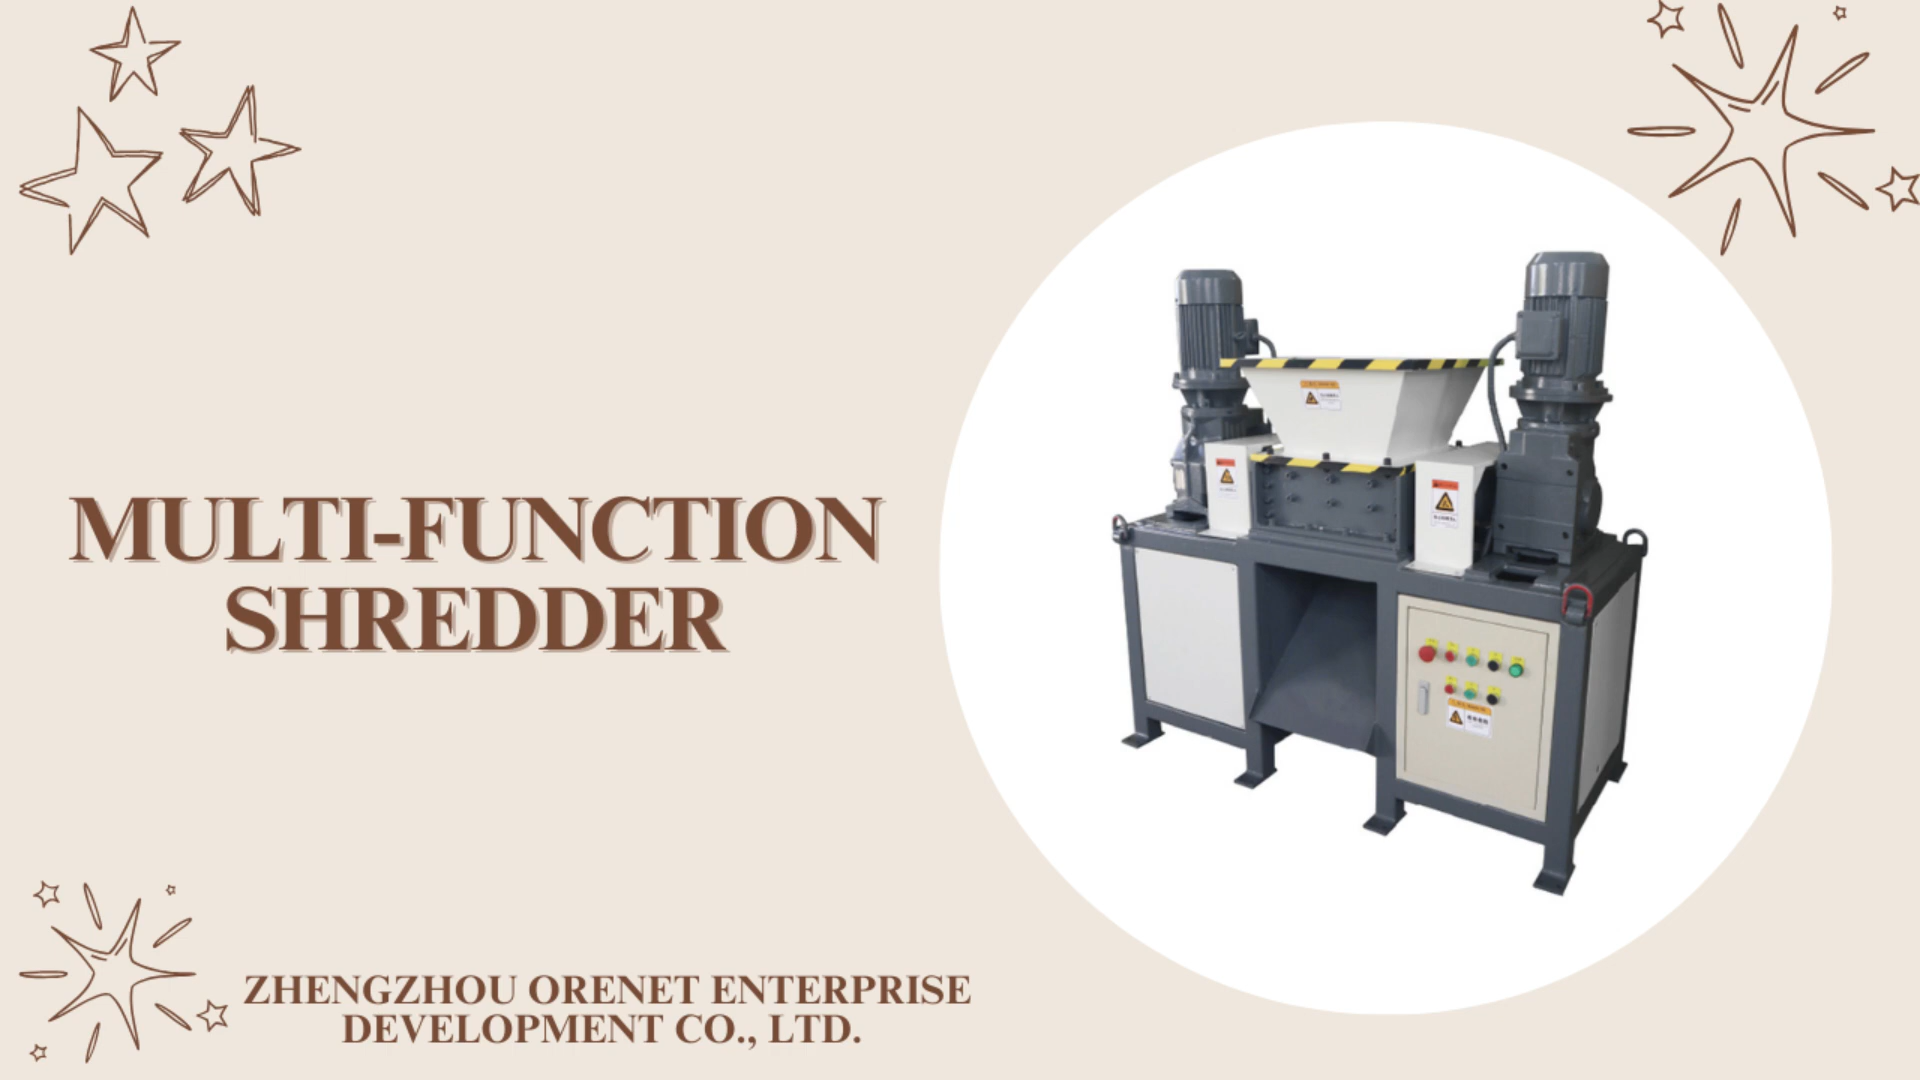 MULTI-FUNCTION
SHREDDER
ZHENGZHOU ORENET ENTERPRISE
DEVELOPMENT CO., LTD.